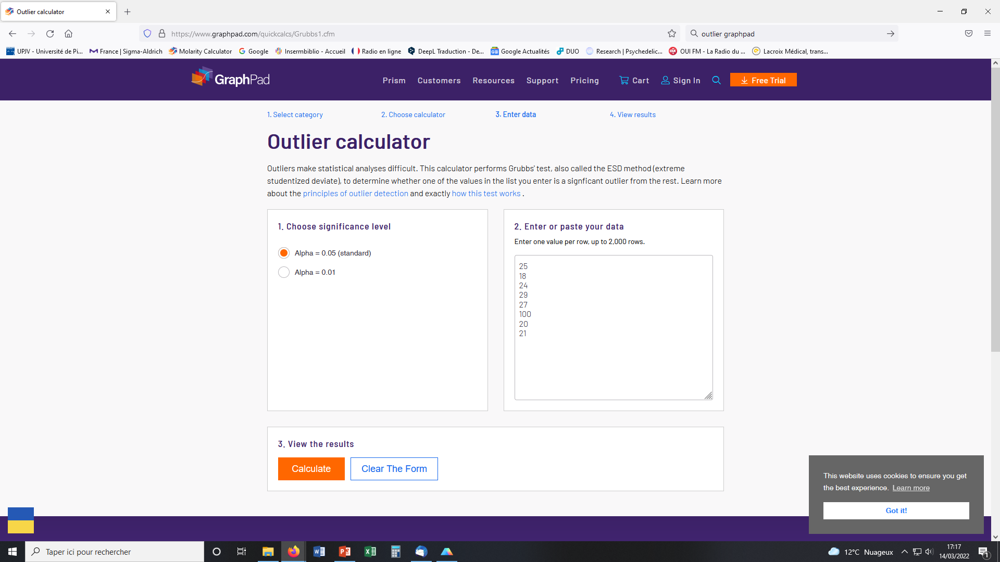 Outlier calculator
https://www.graphpad.com/quickcalcs/Grubbs1.cfm
outlier graphpad
UPJV - Université de Pi...
France | Sigma-Aldrich
Molarity Calculator
Google
Insermbiblio - Accueil
Radio en ligne
DeepL Traduction - De...
Google Actualités
DUO
Research | Psychedelic...
OUI FM - La Radio du ...
Lacroix Médical, trans...
GraphPad
Prism
Customers
Resources
Support
Pricing
Cart
Sign In
Free Trial
1. Select category
2. Choose calculator
3. Enter data
4. View results
Outlier calculator
Outliers make statistical analyses difficult. This calculator performs Grubbs' test, also called the ESD method (extreme
studentized deviate), to determine whether one of the values in the list you enter is a signficant outlier from the rest. Learn more
about the principles of outlier detection and exactly how this test works .
1. Choose significance level
Alpha = 0.05 (standard)
Alpha = 0.01
2. Enter or paste your data
Enter one value per row, up to 2,000 rows.
25
18
24
29
27
100
20
21
3. View the results
Calculate
Clear The Form
This website uses cookies to ensure you get
the best experience. Learn more
Got it!
Taper ici pour rechercher
12°C Nuageux
17:17
14/03/2022
1